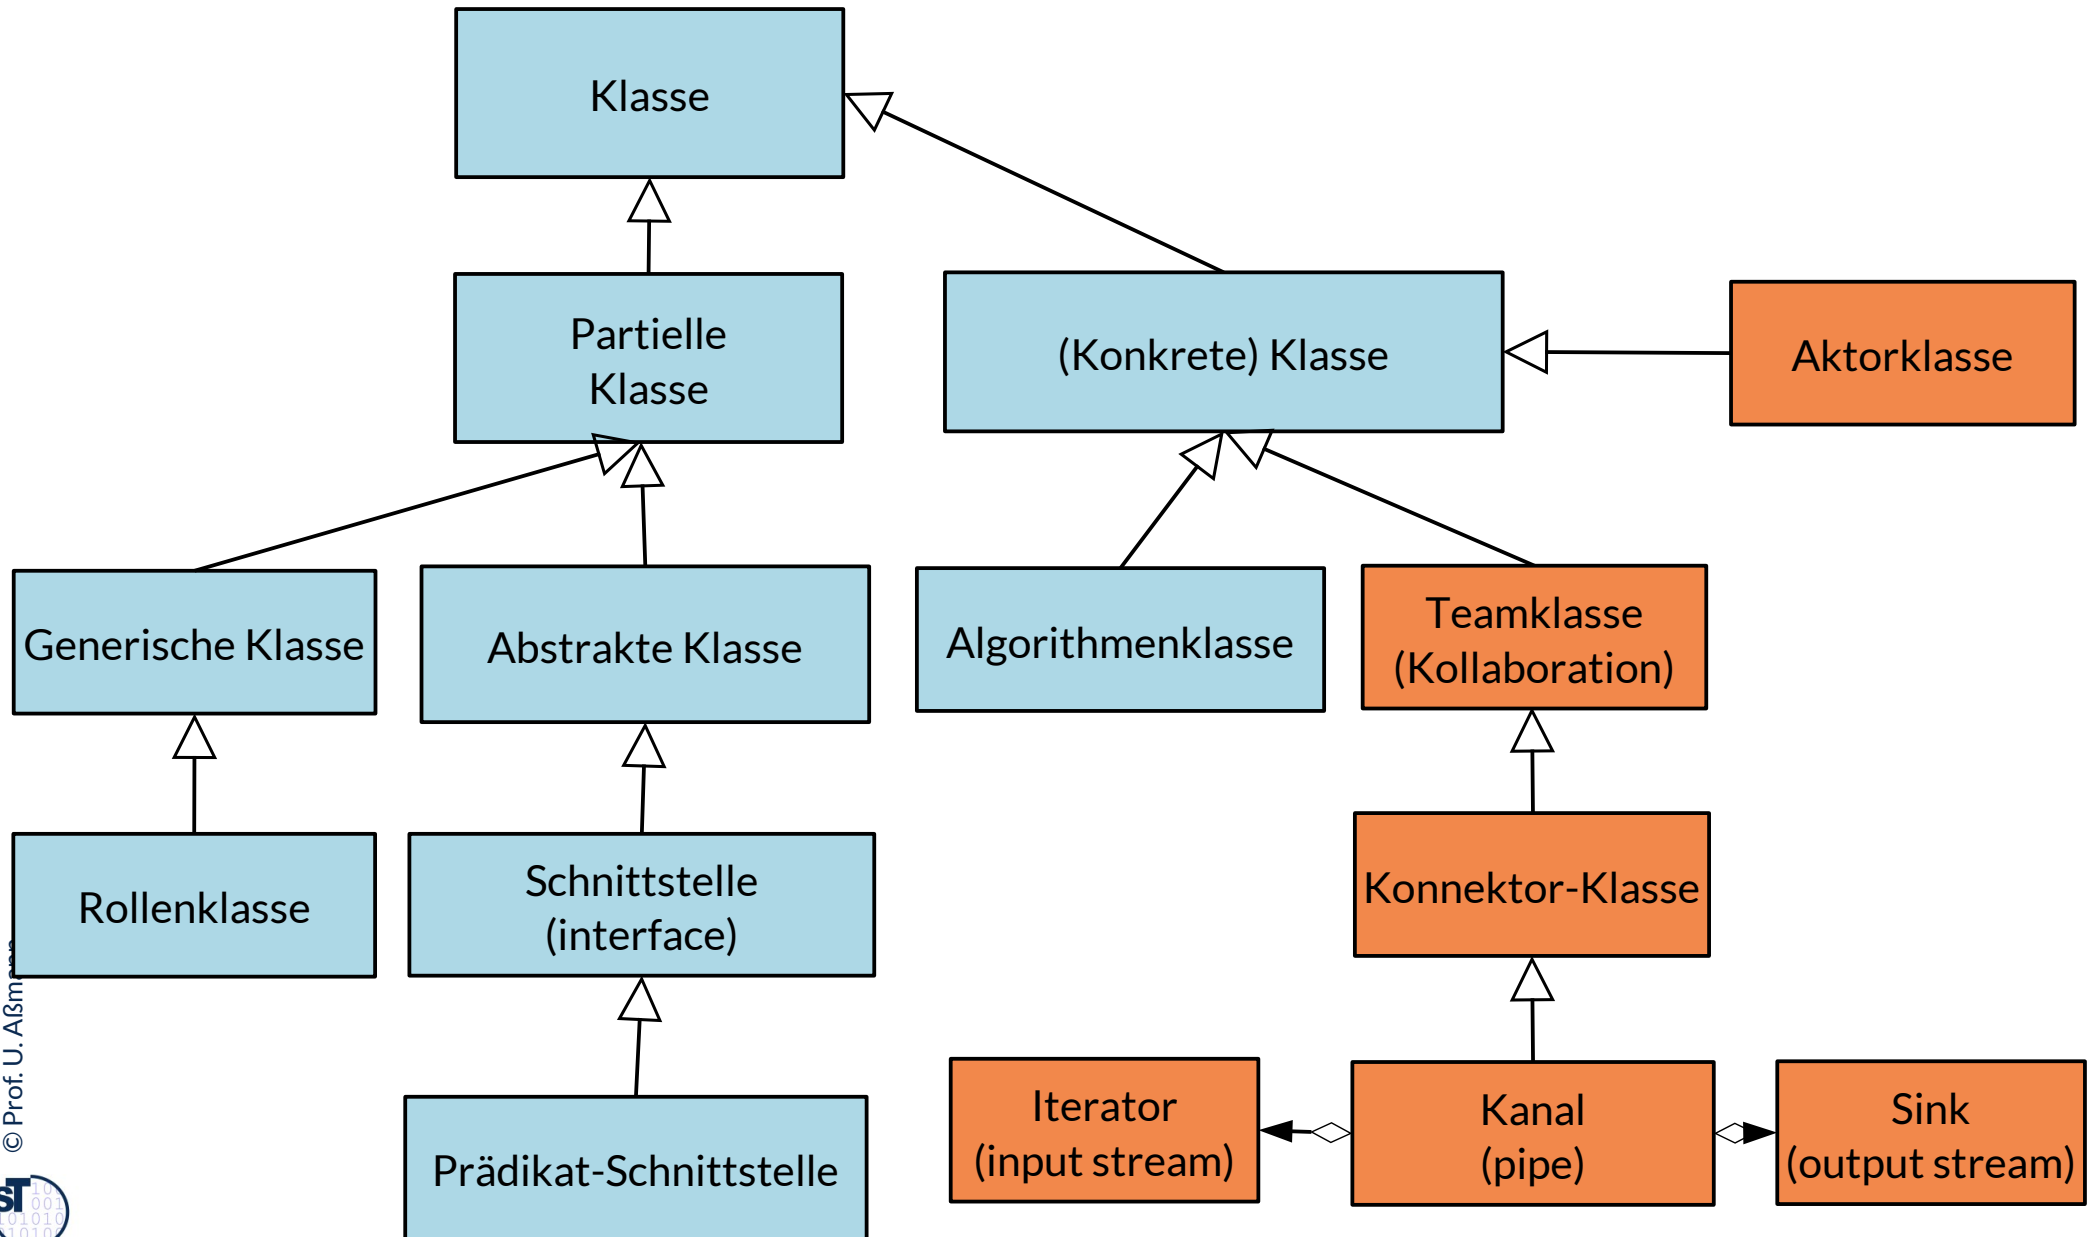 Klasse
Partielle
Klasse
(Konkrete) Klasse
Aktorklasse
Generische Klasse
Abstrakte Klasse
Algorithmenklasse
Teamklasse
(Kollaboration)
Rollenklasse
Schnittstelle
(interface)
Konnektor-Klasse
Prädikat-Schnittstelle
Iterator
(input stream)
Kanal
(pipe)
Sink
(output stream)
© Prof. U.
ST